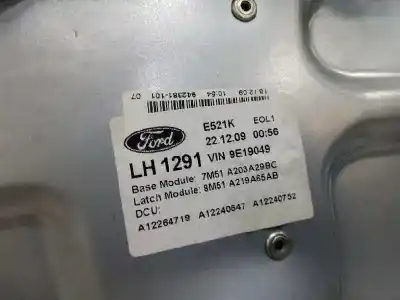 18.12.09 10:54 942381-101 07
Ford
E521K EOL1
22.12.09 00:56
LH 1291 VIN 9E19049
Base Module: 7M51 A203A29BC
Latch Module: 8M51 A219A65AB
DCU:
A12264719 A12240647 A12240752